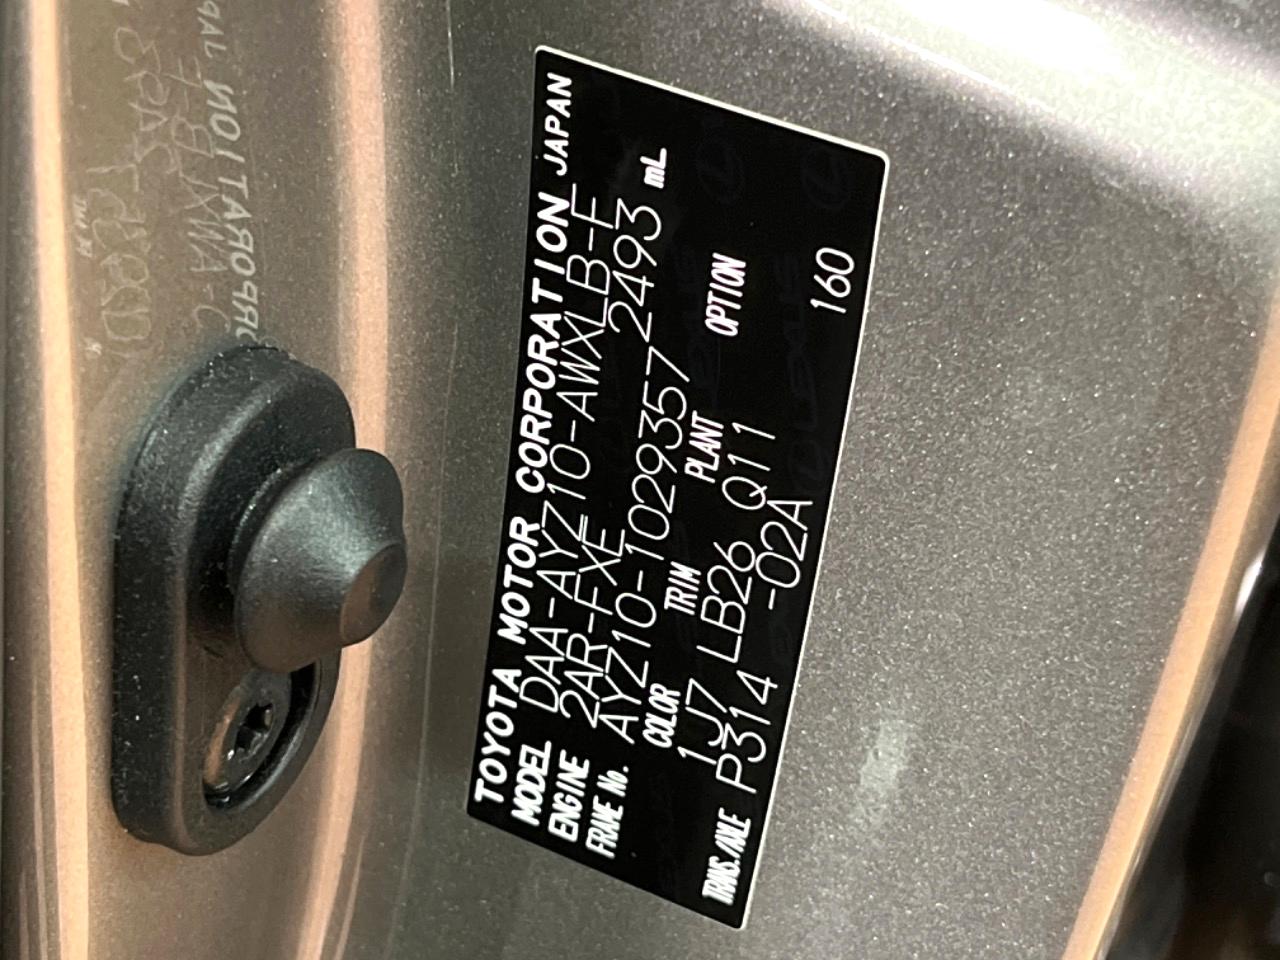 TOYOTA MOTOR CORPORATION JAPAN
MODEL DAA-AYZ10-AWXLB-F
ENGINE 2AR-FXE 2493 mL
FRAME No. AYZ10-1029357
COLOR TRIM PLANT OPTION
1J7 LB26 Q11
TRANS./AXLE P314 -02A 160